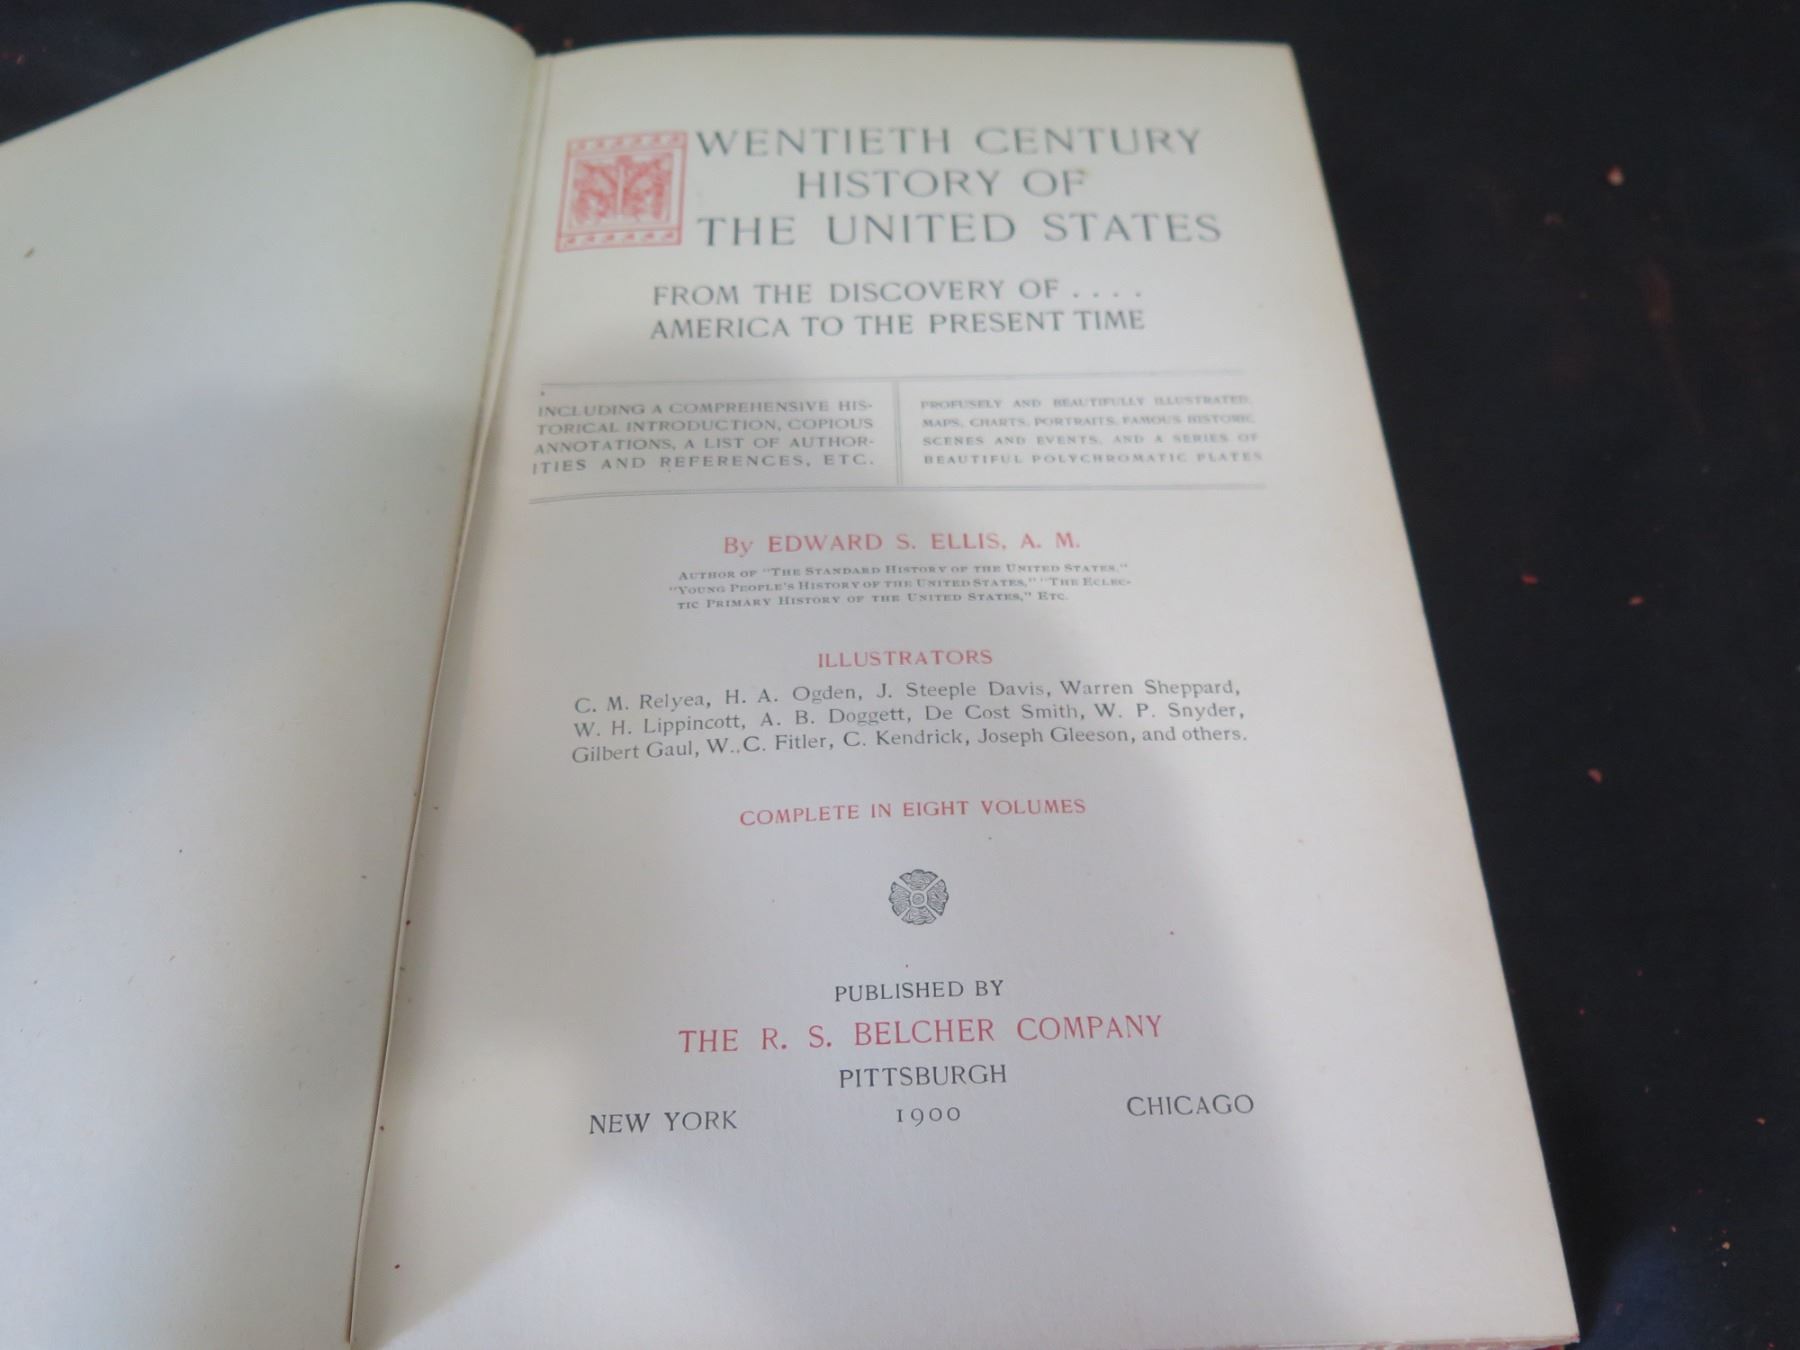 TWENTIETH CENTURY
HISTORY OF
THE UNITED STATES
FROM THE DISCOVERY OF . . . .
AMERICA TO THE PRESENT TIME
INCLUDING A COMPREHENSIVE HIS-
TORICAL INTRODUCTION, COPIOUS
ANNOTATIONS, A LIST OF AUTHOR-
ITIES AND REFERENCES, ETC.
PROFUSELY AND BEAUTIFULLY ILLUSTRATED,
MAPS, CHARTS, PORTRAITS, FAMOUS HISTORIC
SCENES AND EVENTS, AND A SERIES OF
BEAUTIFUL POLYCHROMATIC PLATES
By EDWARD S. ELLIS, A. M.
AUTHOR OF "THE STANDARD HISTORY OF THE UNITED STATES,"
"YOUNG PEOPLE'S HISTORY OF THE UNITED STATES," "THE ECLEC-
TIC PRIMARY HISTORY OF THE UNITED STATES," ETC.
ILLUSTRATORS
C. M. Relyea, H. A. Ogden, J. Steeple Davis, Warren Sheppard,
W. H. Lippincott, A. B. Doggett, De Cost Smith, W. P. Snyder,
Gilbert Gaul, W. C. Fitler, C. Kendrick, Joseph Gleeson, and others.
COMPLETE IN EIGHT VOLUMES
PUBLISHED BY
THE R. S. BELCHER COMPANY
PITTSBURGH
NEW YORK 1900 CHICAGO